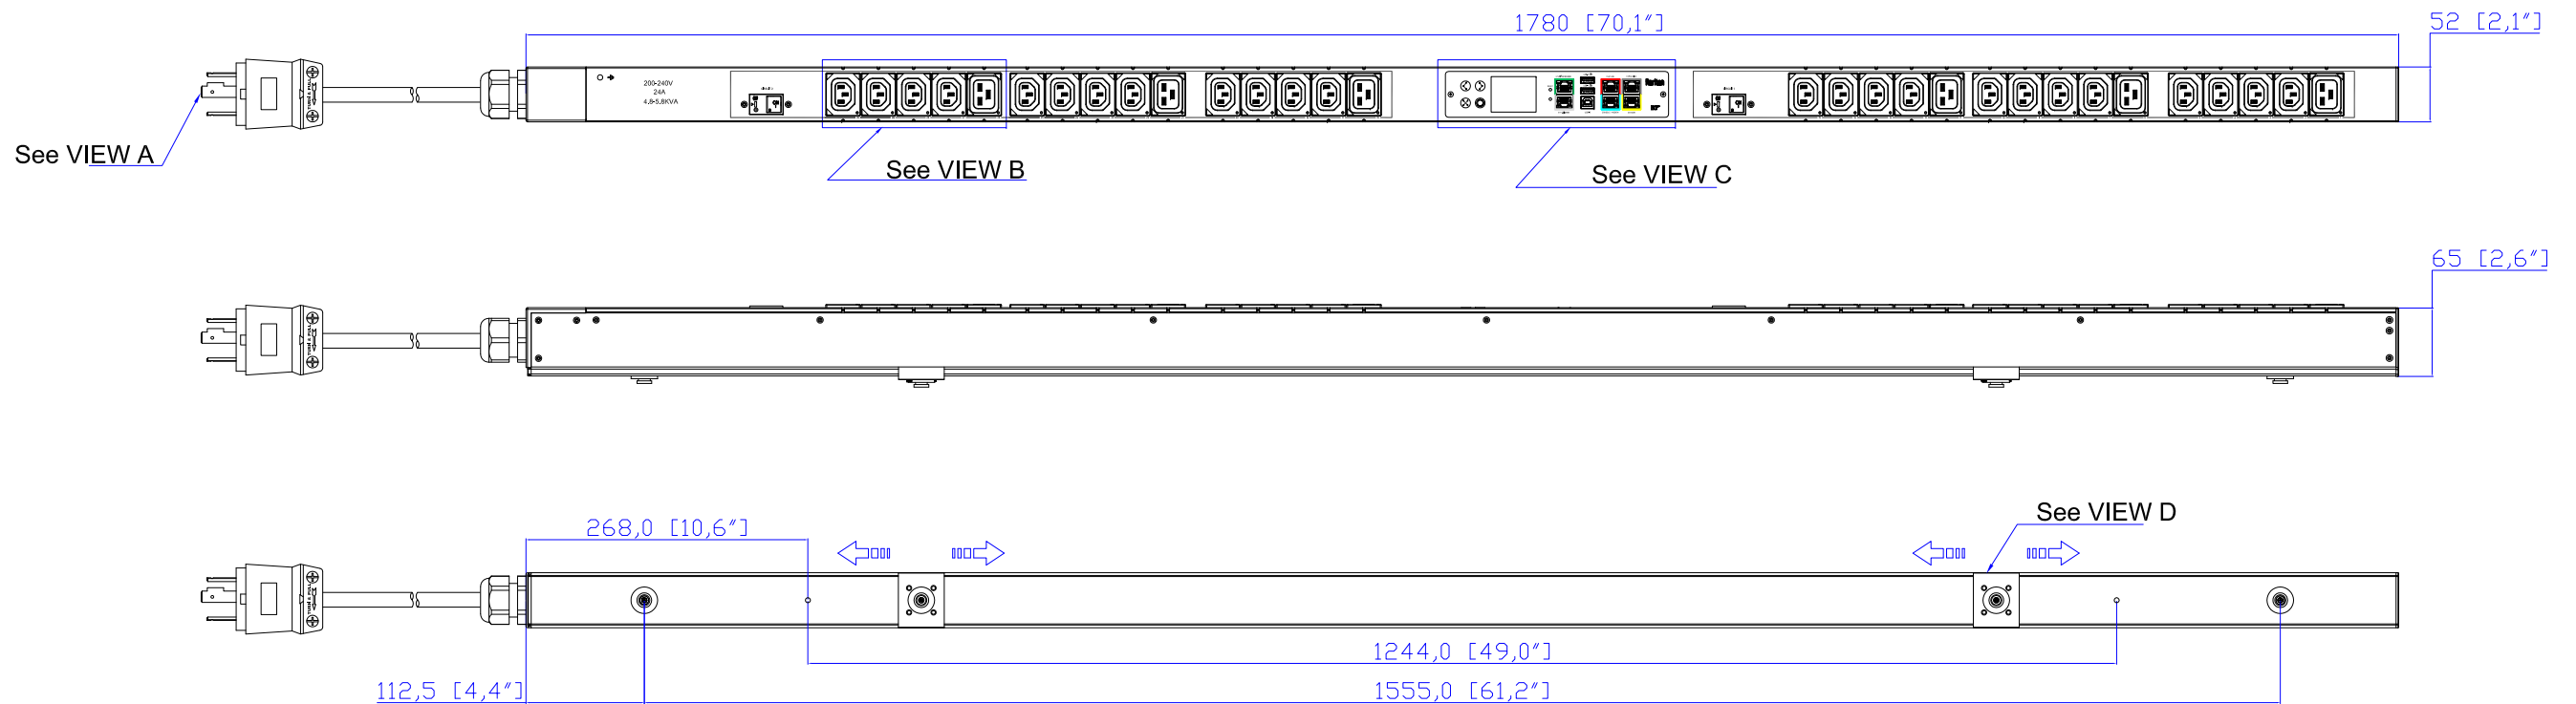 1780 [70,1"]
52 [2,1"]
200-240V
24A
4.8-5.8KVA
Raritan
See VIEW A
See VIEW B
See VIEW C
65 [2,6"]
See VIEW D
268,0 [10,6"]
1244,0 [49,0"]
112,5 [4,4"]
1555,0 [61,2"]